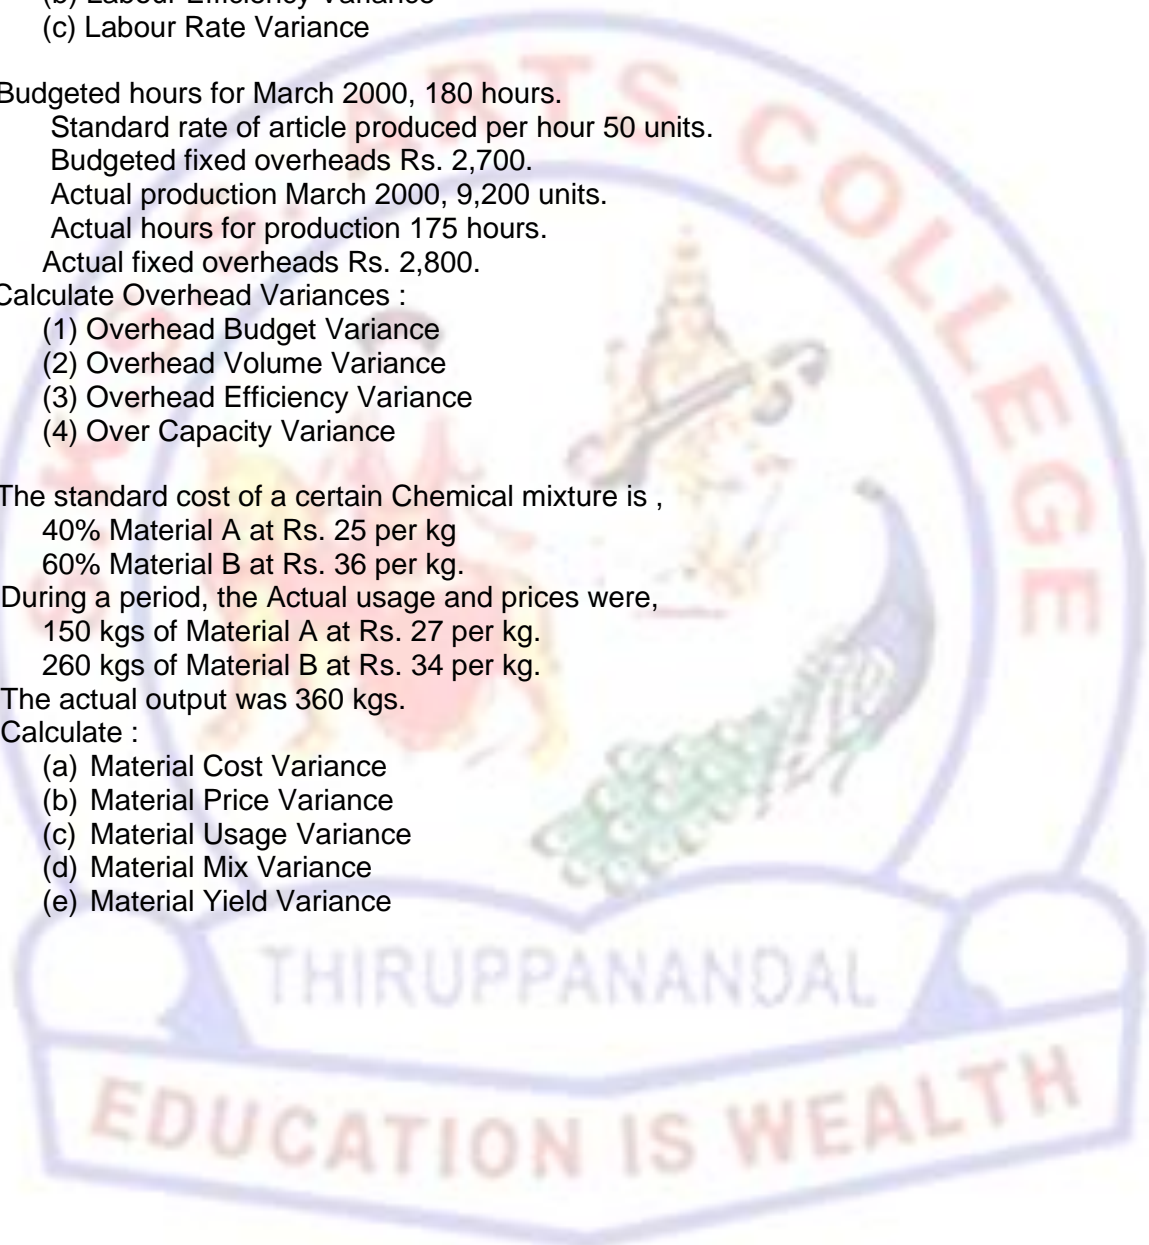 (b) Labour Efficiency Variance
(c) Labour Rate Variance
Budgeted hours for March 2000, 180 hours.
Standard rate of article produced per hour 50 units.
Budgeted fixed overheads Rs. 2,700.
Actual production March 2000, 9,200 units.
Actual hours for production 175 hours.
Actual fixed overheads Rs. 2,800.
Calculate Overhead Variances :
(1) Overhead Budget Variance
(2) Overhead Volume Variance
(3) Overhead Efficiency Variance
(4) Over Capacity Variance
The standard cost of a certain Chemical mixture is ,
40% Material A at Rs. 25 per kg
60% Material B at Rs. 36 per kg.
During a period, the Actual usage and prices were,
150 kgs of Material A at Rs. 27 per kg.
260 kgs of Material B at Rs. 34 per kg.
The actual output was 360 kgs.
Calculate :
(a) Material Cost Variance
(b) Material Price Variance
(c) Material Usage Variance
(d) Material Mix Variance
(e) Material Yield Variance
ARTS COLLEGE
THIRUPPANANDAL
EDUCATION IS WEALTH